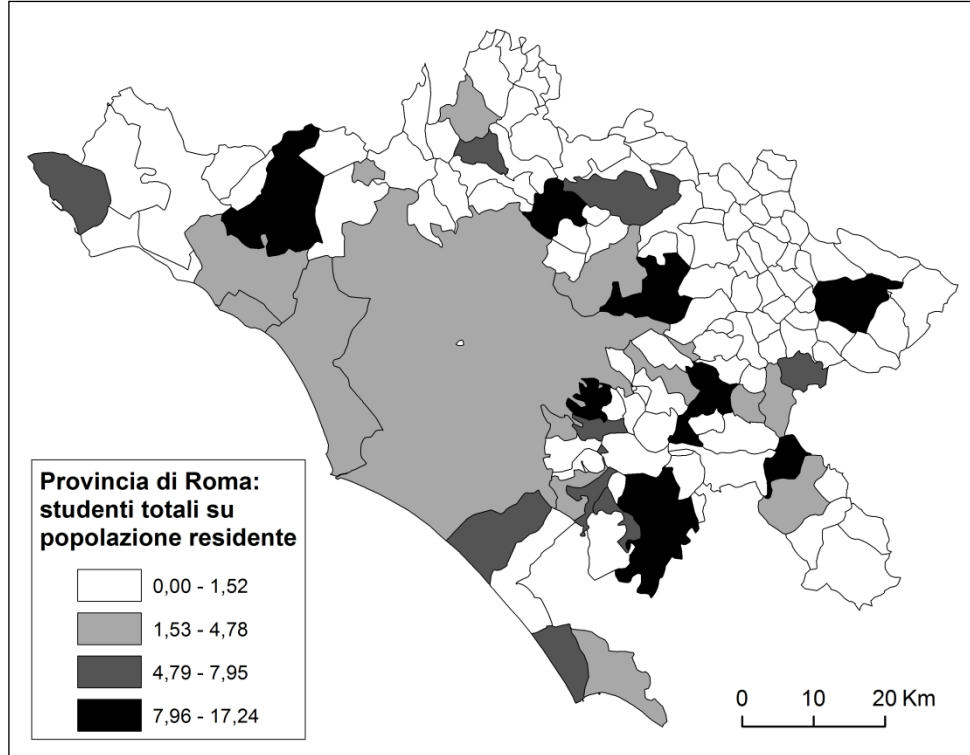 Provincia di Roma:
studenti totali su
popolazione residente
0,00 - 1,52
1,53 - 4,78
4,79 - 7,95
7,96 - 17,24
0 10 20 Km